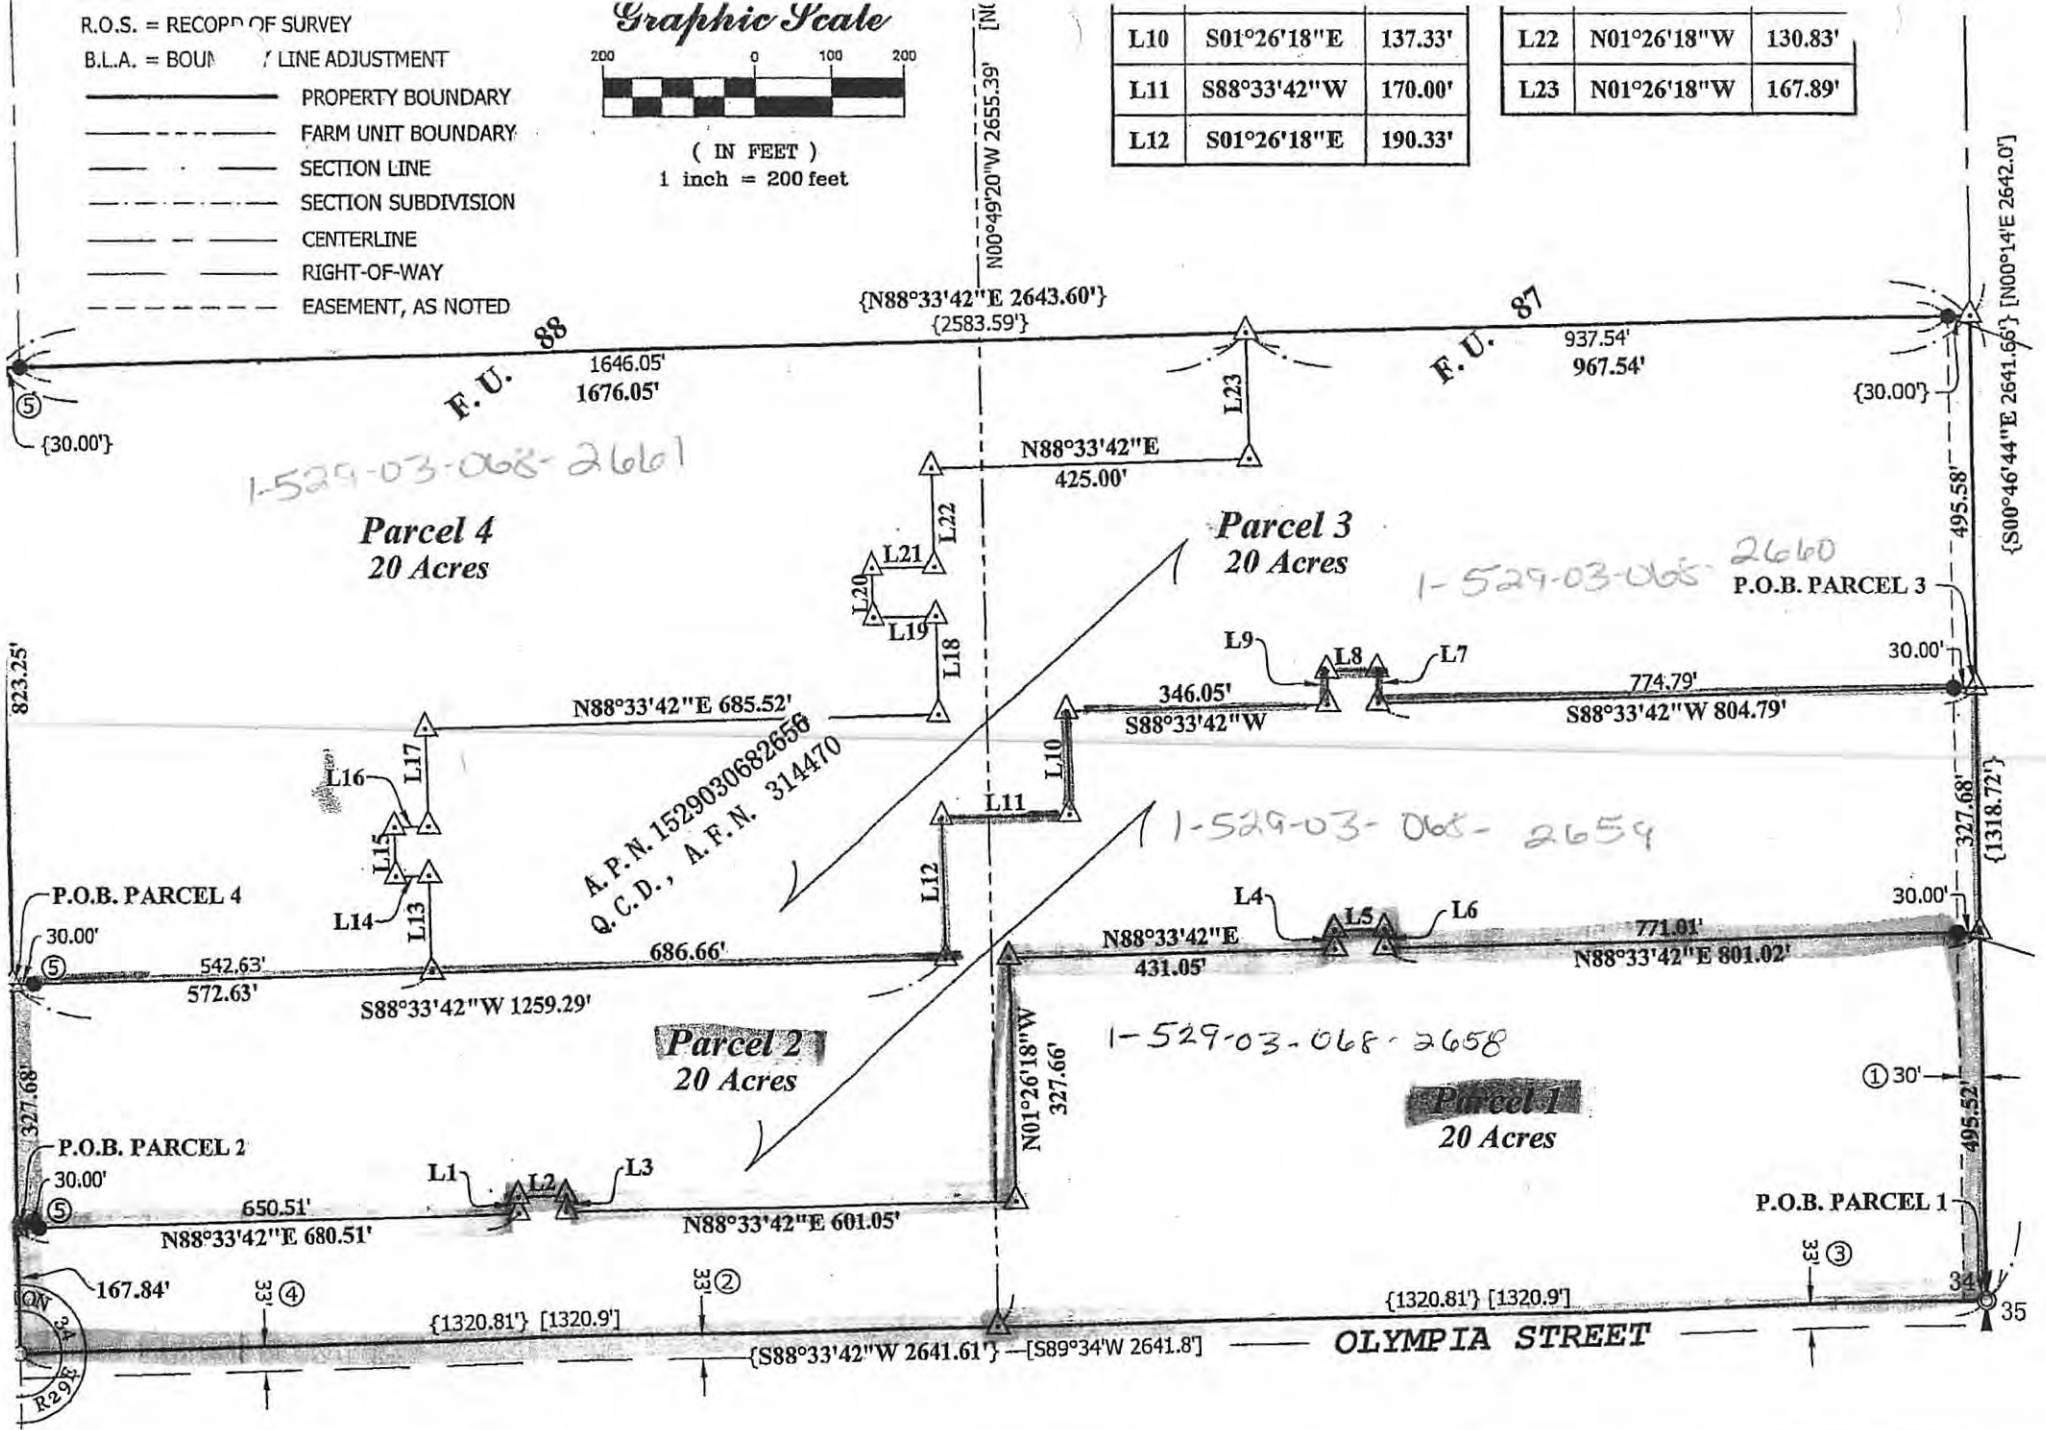 R.O.S. = RECORD OF SURVEY
B.L.A. = BOUN Y LINE ADJUSTMENT
PROPERTY BOUNDARY
FARM UNIT BOUNDARY
SECTION LINE
SECTION SUBDIVISION
CENTERLINE
RIGHT-OF-WAY
EASEMENT, AS NOTED
Graphic Scale
200 0 200
( IN FEET )
1 inch = 200 feet
N00°49'20"W 2655.39'
L10 S01°26'18"E 137.33'
L11 S88°33'42"W 170.00'
L12 S01°26'18"E 190.33'
L22 N01°26'18"W 130.83'
L23 N01°26'18"W 167.89'
{S00°46'44"E 2641.66'} [N00°14'E 2642.0']
{N88°33'42"E 2643.60'}
{2583.59'}
F. U. 88
1646.05'
1676.05'
F. U. 87
937.54'
967.54'
{30.00'}
⑤
{30.00'}
L23
N88°33'42"E
425.00'
1-529-03-068-2661
Parcel 4
20 Acres
L22
L21
L20
L19
L18
Parcel 3
20 Acres
495.58'
1-529-03-068-2660
P.O.B. PARCEL 3
30.00'
L9
L8
L7
823.25'
N88°33'42"E 685.52'
346.05'
S88°33'42"W
774.79'
S88°33'42"W 804.79'
L17
L16
L15
L14
L13
A. P. N. 1529030682656
Q. C. D., A. F. N. 314470
L10
L11
L12
327.68'
{1318.72'}
1-529-03-068-2659
P.O.B. PARCEL 4
30.00'
⑤
542.63'
572.63'
686.66'
S88°33'42"W 1259.29'
L4
L5
L6
N88°33'42"E
431.05'
771.01'
N88°33'42"E 801.02'
30.00'
Parcel 2
20 Acres
N01°26'18"W
327.66'
1-529-03-068-2658
Parcel 1
20 Acres
① 30'
495.52'
327.68'
P.O.B. PARCEL 2
30.00'
⑤
650.51'
N88°33'42"E 680.51'
L1
L2
L3
N88°33'42"E 601.05'
P.O.B. PARCEL 1
167.84'
33' ④
33' ②
33' ③
{1320.81'} [1320.9']
{1320.81'} [1320.9']
34
35
{S88°33'42"W 2641.61'} [S89°34'W 2641.8']
OLYMPIA STREET
ION 34
R29E